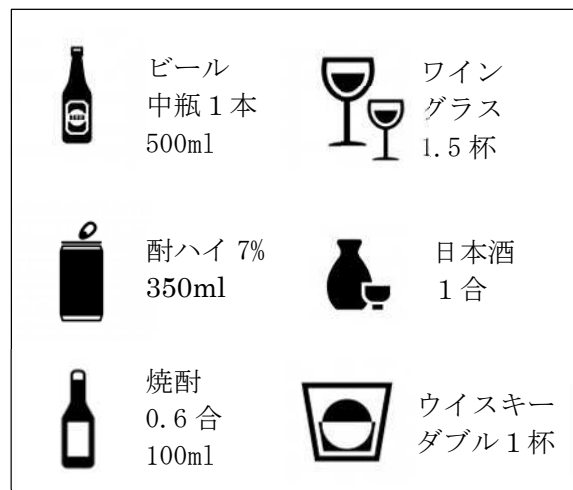 ビール
中瓶１本
500ml
ワイン
グラス
1.5 杯
酎ハイ 7%
350ml
日本酒
１合
焼酎
0.6 合
100ml
ウイスキー
ダブル１杯